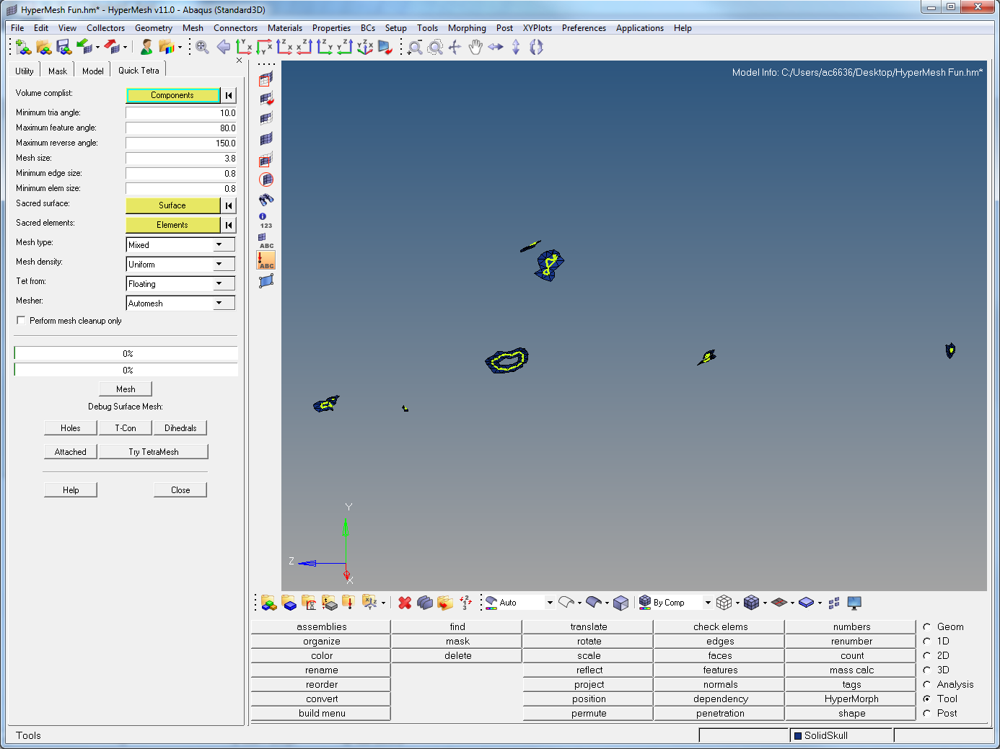 HyperMesh Fun.hm* - HyperMesh v11.0 - Abaqus (Standard3D)
File Edit View Collectors Geometry Mesh Connectors Materials Properties BCs Setup Tools Morphing Post XYPlots Preferences Applications Help
Utility Mask Model Quick Tetra
Model Info: C:/Users/ac6636/Desktop/HyperMesh Fun.hm*
Volume complist: Components
Minimum tria angle: 10.0
Maximum feature angle: 80.0
Maximum reverse angle: 150.0
Mesh size: 3.8
Minimum edge size: 0.8
Minimum elem size: 0.8
Sacred surface: Surface
Sacred elements: Elements
Mesh type: Mixed
Mesh density: Uniform
Tet from: Floating
Mesher: Automesh
Perform mesh cleanup only
0%
0%
Mesh
Debug Surface Mesh:
Holes T-Con Dihedrals
Attached Try TetraMesh
Help Close
123
ABC
ABC
Y
Z
X
Auto By Comp
assemblies find translate check elems numbers Geom
organize mask rotate edges renumber 1D
color delete scale faces count 2D
rename reflect features mass calc 3D
reorder project normals tags Analysis
convert position dependency HyperMorph Tool
build menu permute penetration shape Post
Tools SolidSkull